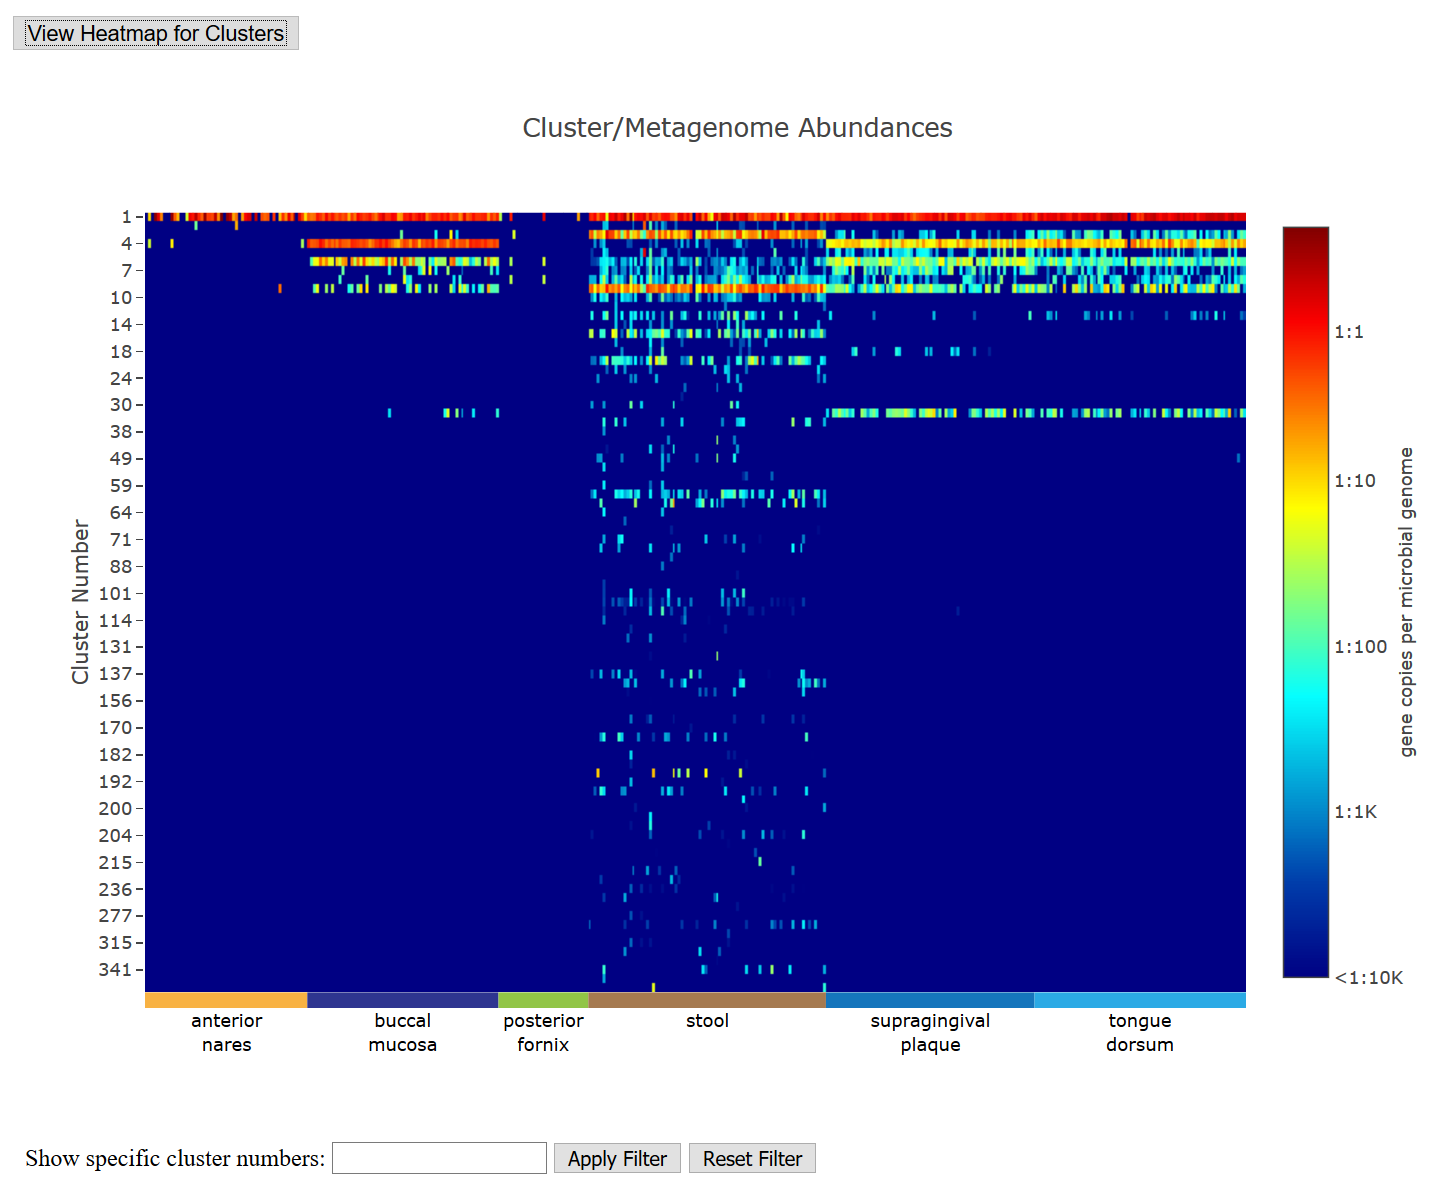 View Heatmap for Clusters
Cluster/Metagenome Abundances
Cluster Number
1
4
7
10
14
18
24
30
38
49
59
64
71
88
101
114
131
137
156
170
182
192
200
204
215
236
277
315
341
anterior
nares
buccal
mucosa
posterior
fornix
stool
supragingival
plaque
tongue
dorsum
1:1
1:10
1:100
1:1K
<1:10K
gene copies per microbial genome
Show specific cluster numbers: Apply Filter Reset Filter